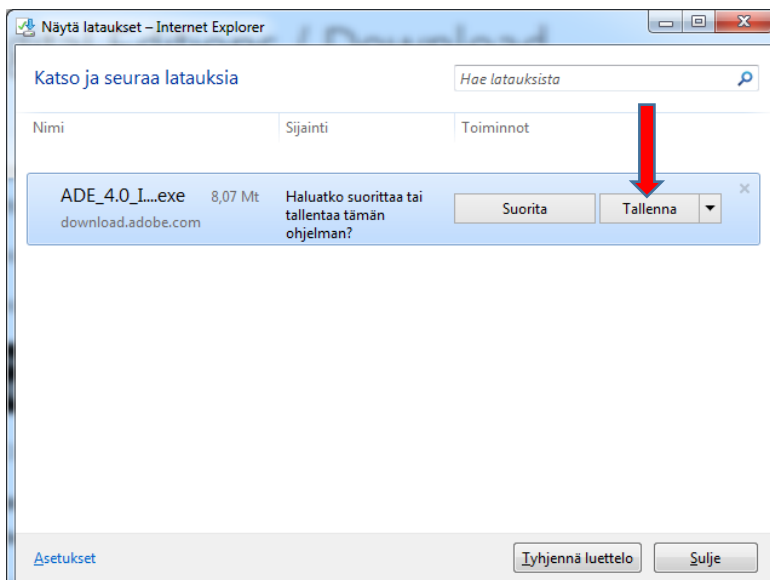 Näytä lataukset – Internet Explorer
Katso ja seuraa latauksia
Hae latauksista
Nimi Sijainti Toiminnot
ADE_4.0_I....exe 8,07 Mt
download.adobe.com
Haluatko suorittaa tai
tallentaa tämän
ohjelman?
Suorita Tallenna
Asetukset Tyhjennä luettelo Sulje